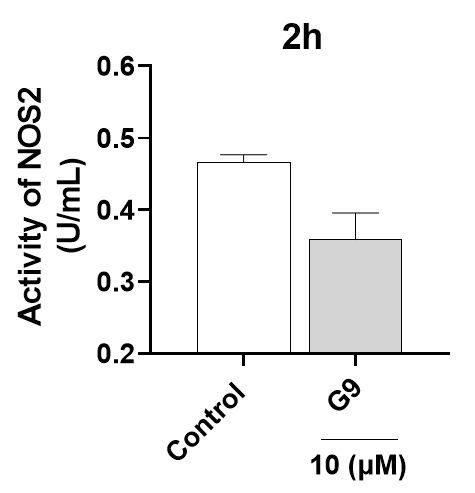 2h
Activity of NOS2
(U/mL)
0.6
0.5
0.4
0.3
0.2
Control
G9
10 (μM)